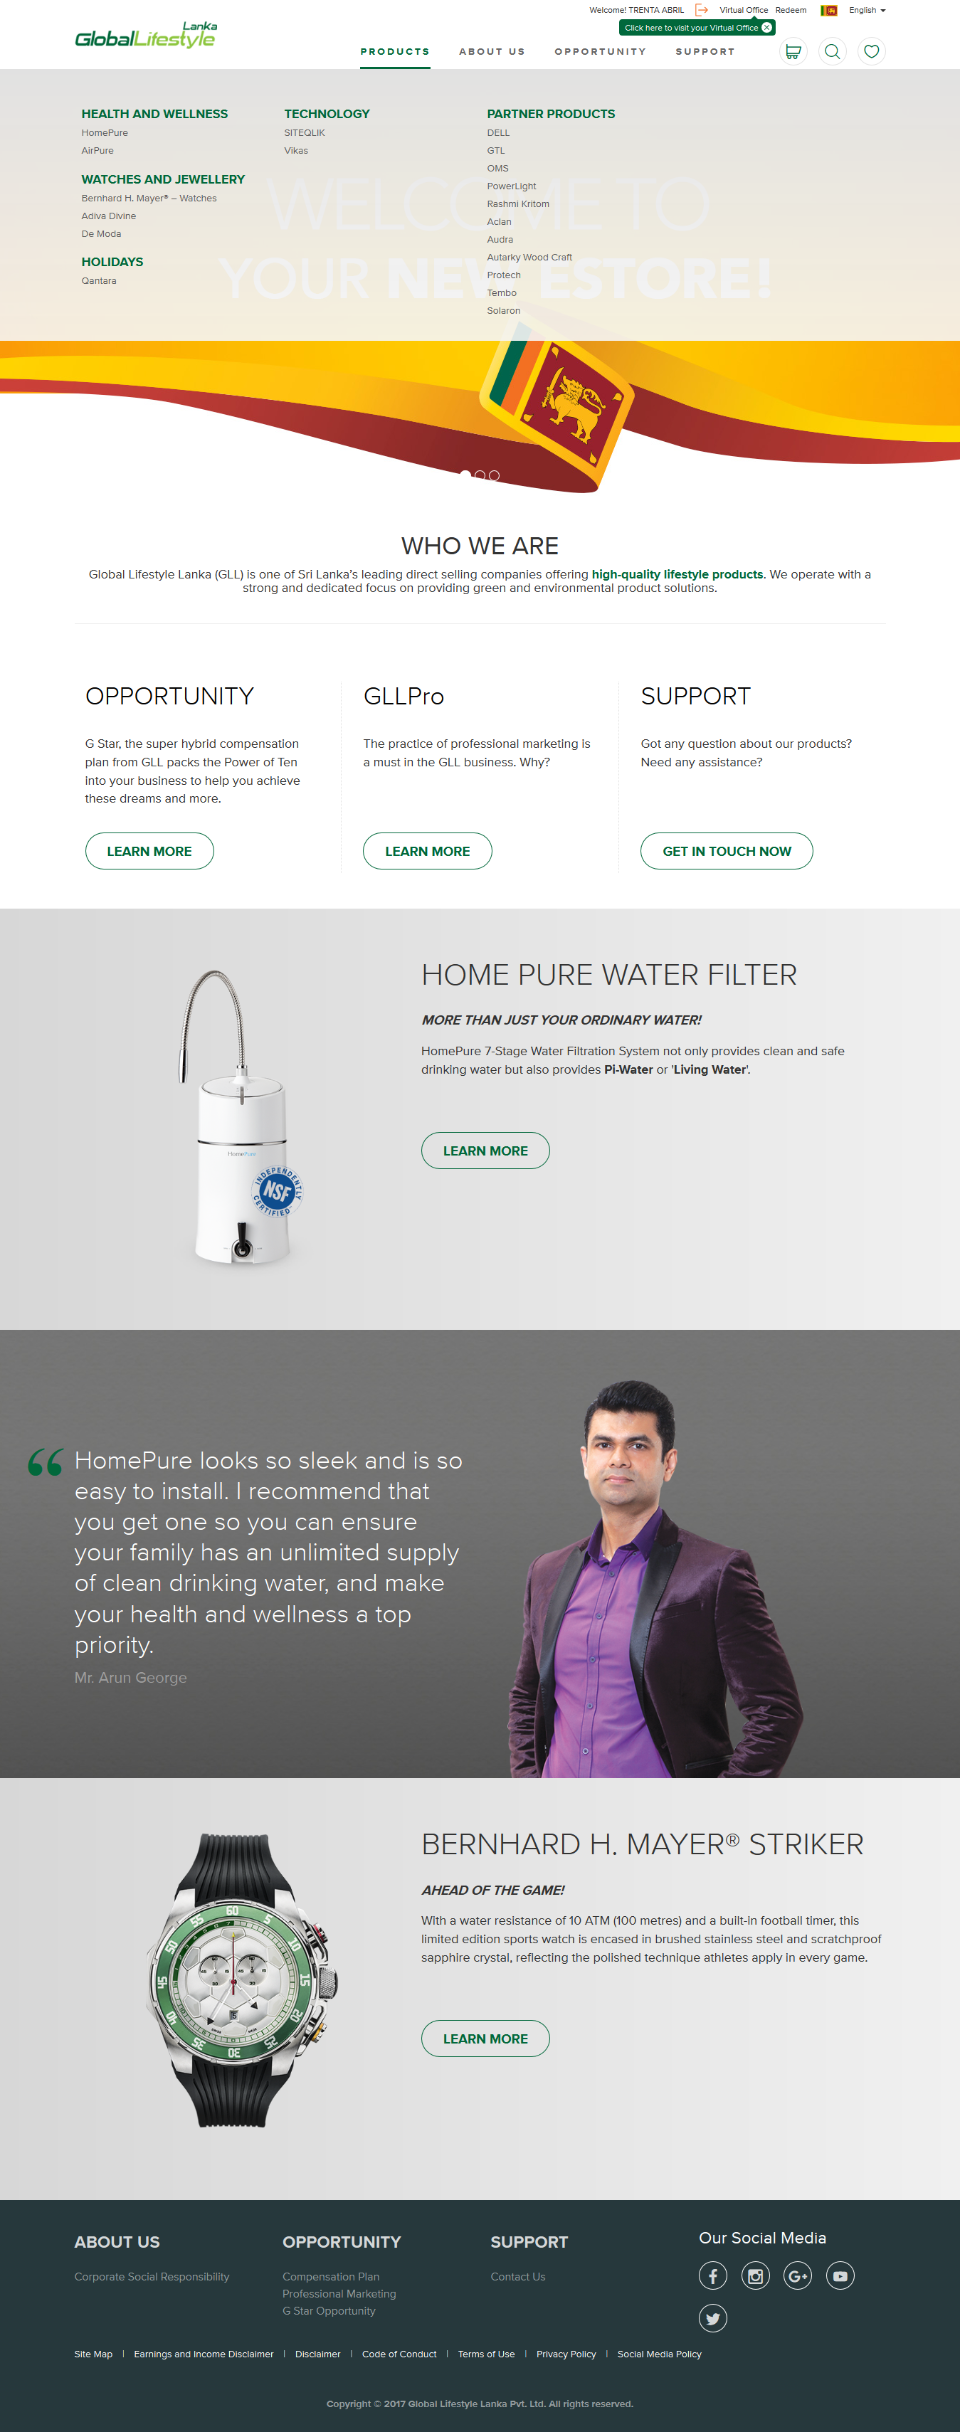 Welcome! TRENTA ABRIL Virtual Office Redeem English
Click here to visit your Virtual Office
Lanka
GlobalLifestyle
PRODUCTS ABOUT US OPPORTUNITY SUPPORT
HEALTH AND WELLNESS
HomePure
AirPure
WATCHES AND JEWELLERY
Bernhard H. Mayer® – Watches
Adiva Divine
De Moda
HOLIDAYS
Qantara
TECHNOLOGY
SITEQLIK
Vikas
PARTNER PRODUCTS
DELL
GTL
OMS
PowerLight
Rashmi Kritom
Aclan
Audra
Autarky Wood Craft
Protech
Tembo
Solaron
WELCOME TO
YOUR NEW ESTORE!
WHO WE ARE
Global Lifestyle Lanka (GLL) is one of Sri Lanka's leading direct selling companies offering high-quality lifestyle products. We operate with a
strong and dedicated focus on providing green and environmental product solutions.
OPPORTUNITY
G Star, the super hybrid compensation
plan from GLL packs the Power of Ten
into your business to help you achieve
these dreams and more.
LEARN MORE
GLLPro
The practice of professional marketing is
a must in the GLL business. Why?
LEARN MORE
SUPPORT
Got any question about our products?
Need any assistance?
GET IN TOUCH NOW
HOME PURE WATER FILTER
MORE THAN JUST YOUR ORDINARY WATER!
HomePure 7-Stage Water Filtration System not only provides clean and safe
drinking water but also provides Pi-Water or 'Living Water'.
LEARN MORE
HomePure
INDEPENDENTLY
NSF
CERTIFIED
“ HomePure looks so sleek and is so
easy to install. I recommend that
you get one so you can ensure
your family has an unlimited supply
of clean drinking water, and make
your health and wellness a top
priority.
Mr. Arun George
BERNHARD H. MAYER® STRIKER
AHEAD OF THE GAME!
With a water resistance of 10 ATM (100 metres) and a built-in football timer, this
limited edition sports watch is encased in brushed stainless steel and scratchproof
sapphire crystal, reflecting the polished technique athletes apply in every game.
LEARN MORE
60 5 10 15 20 25 30 35 40 45 50 55
ABOUT US
Corporate Social Responsibility
OPPORTUNITY
Compensation Plan
Professional Marketing
G Star Opportunity
SUPPORT
Contact Us
Our Social Media
Site Map | Earnings and Income Disclaimer | Disclaimer | Code of Conduct | Terms of Use | Privacy Policy | Social Media Policy
Copyright © 2017 Global Lifestyle Lanka Pvt. Ltd. All rights reserved.